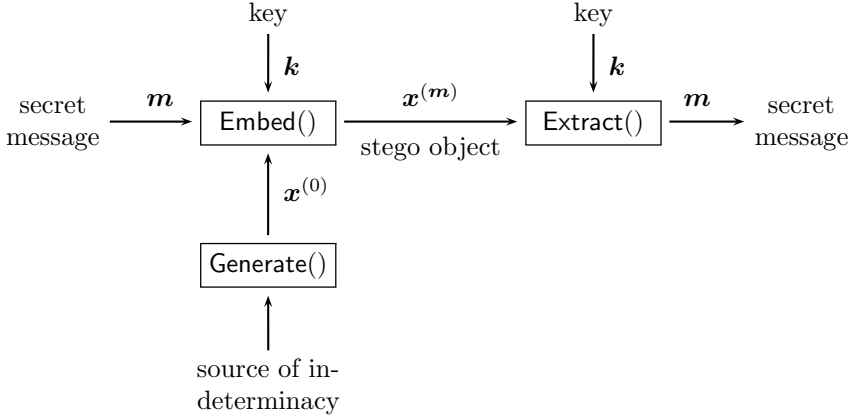 key
key
k
k
secret
message
m
Embed()
x^(m)
stego object
Extract()
m
secret
message
x^(0)
Generate()
source of in-
determinacy